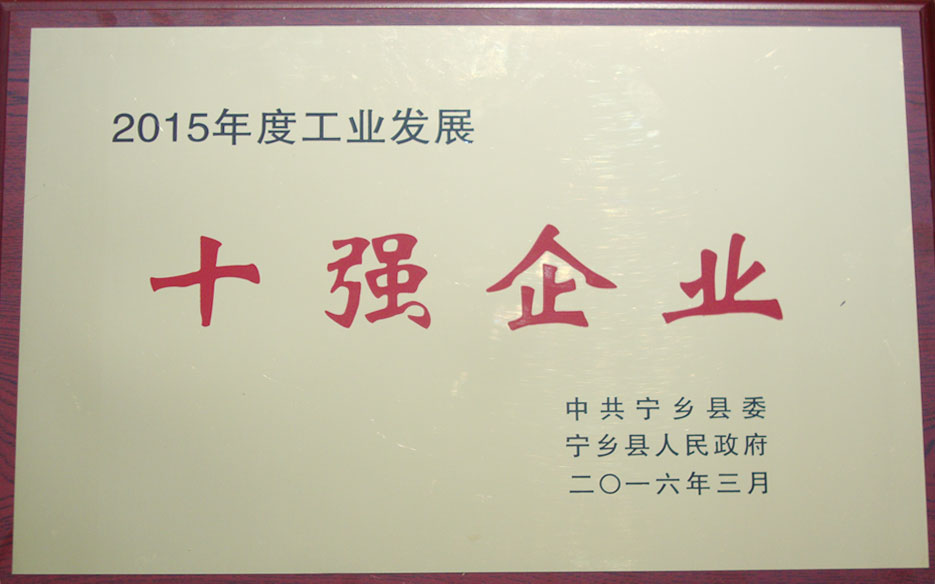 2015年度工业发展
十强企业
中共宁乡县委
宁乡县人民政府
二〇一六年三月